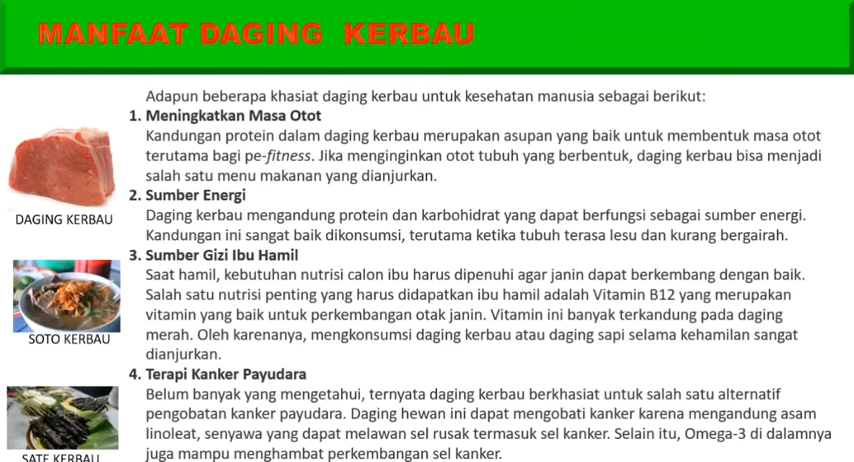 MANFAAT DAGING KERBAU
Adapun beberapa khasiat daging kerbau untuk kesehatan manusia sebagai berikut:
1. Meningkatkan Masa Otot
Kandungan protein dalam daging kerbau merupakan asupan yang baik untuk membentuk masa otot
terutama bagi pe-fitness. Jika menginginkan otot tubuh yang berbentuk, daging kerbau bisa menjadi
salah satu menu makanan yang dianjurkan.
2. Sumber Energi
Daging kerbau mengandung protein dan karbohidrat yang dapat berfungsi sebagai sumber energi.
Kandungan ini sangat baik dikonsumsi, terutama ketika tubuh terasa lesu dan kurang bergairah.
3. Sumber Gizi Ibu Hamil
Saat hamil, kebutuhan nutrisi calon ibu harus dipenuhi agar janin dapat berkembang dengan baik.
Salah satu nutrisi penting yang harus didapatkan ibu hamil adalah Vitamin B12 yang merupakan
vitamin yang baik untuk perkembangan otak janin. Vitamin ini banyak terkandung pada daging
merah. Oleh karenanya, mengkonsumsi daging kerbau atau daging sapi selama kehamilan sangat
dianjurkan.
4. Terapi Kanker Payudara
Belum banyak yang mengetahui, ternyata daging kerbau berkhasiat untuk salah satu alternatif
pengobatan kanker payudara. Daging hewan ini dapat mengobati kanker karena mengandung asam
linoleat, senyawa yang dapat melawan sel rusak termasuk sel kanker. Selain itu, Omega-3 di dalamnya
juga mampu menghambat perkembangan sel kanker.
DAGING KERBAU
SOTO KERBAU
SATE KERBAU